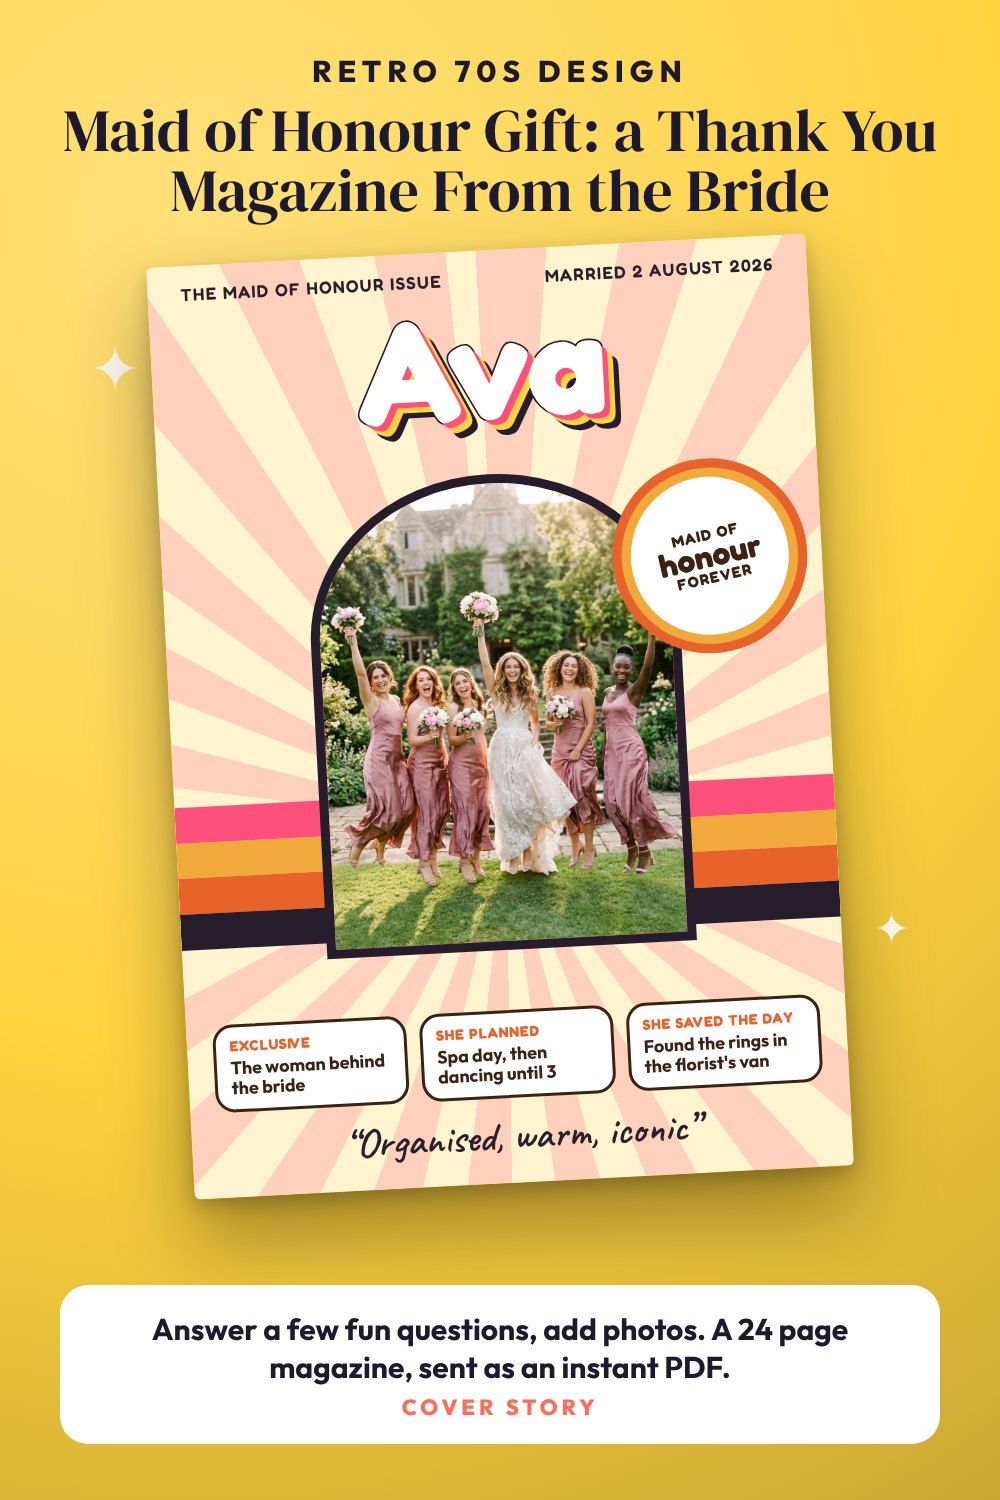 RETRO 70S DESIGN
Maid of Honour Gift: a Thank You
Magazine From the Bride
THE MAID OF HONOUR ISSUE
MARRIED 2 AUGUST 2026
Ava
MAID OF
honour
FOREVER
EXCLUSIVE
The woman behind
the bride
SHE PLANNED
Spa day, then
dancing until 3
SHE SAVED THE DAY
Found the rings in
the florist's van
“Organised, warm, iconic”
Answer a few fun questions, add photos. A 24 page
magazine, sent as an instant PDF.
COVER STORY